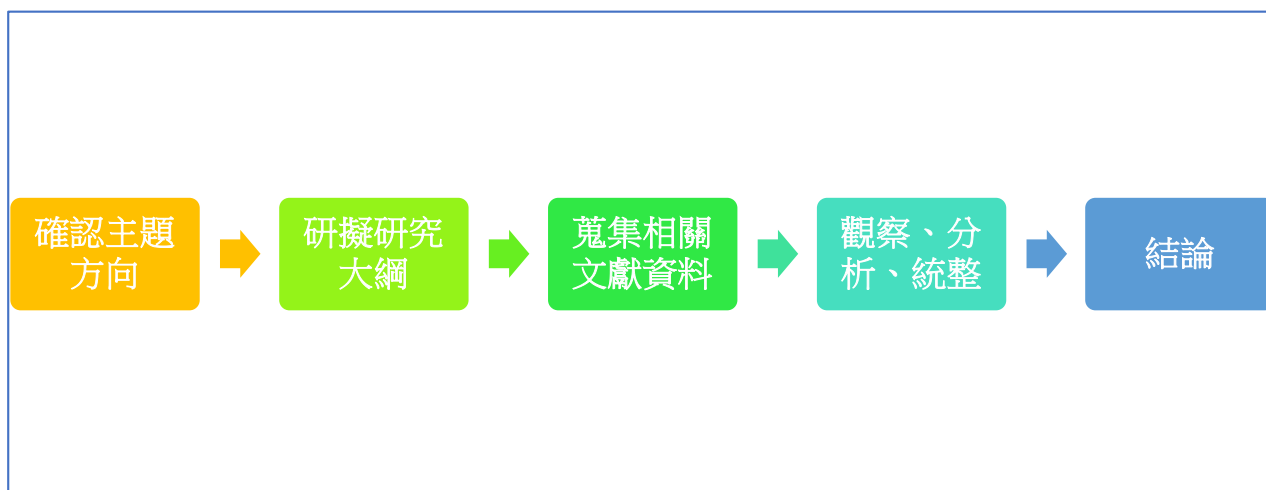 確認主題
方向
研擬研究
大綱
蒐集相關
文獻資料
觀察、分
析、統整
結論